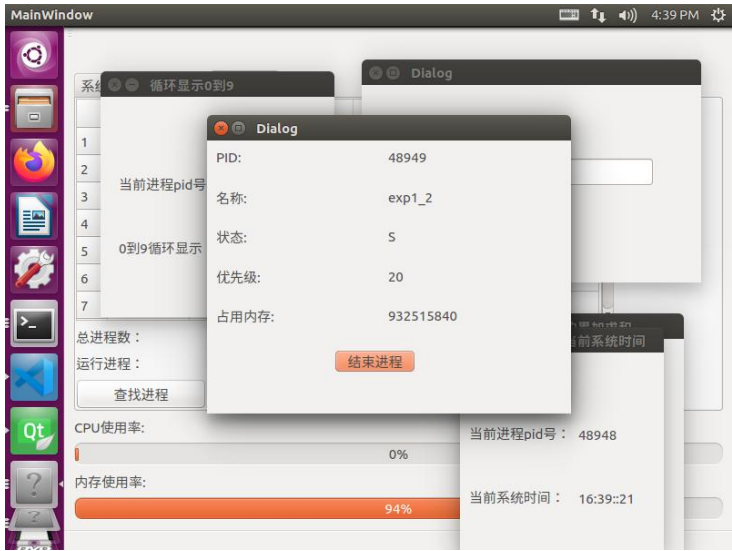 MainWindow
4:39 PM
循环显示0到9
Dialog
Dialog
1
2
3
4
5
6
7
当前进程pid号
0到9循环显示
PID: 48949
名称: exp1_2
状态: S
优先级: 20
占用内存: 932515840
结束进程
总进程数：
运行进程：
查找进程
CPU使用率:
0%
内存使用率:
94%
前系统时间
当前进程pid号： 48948
当前系统时间： 16:39::21
Qt